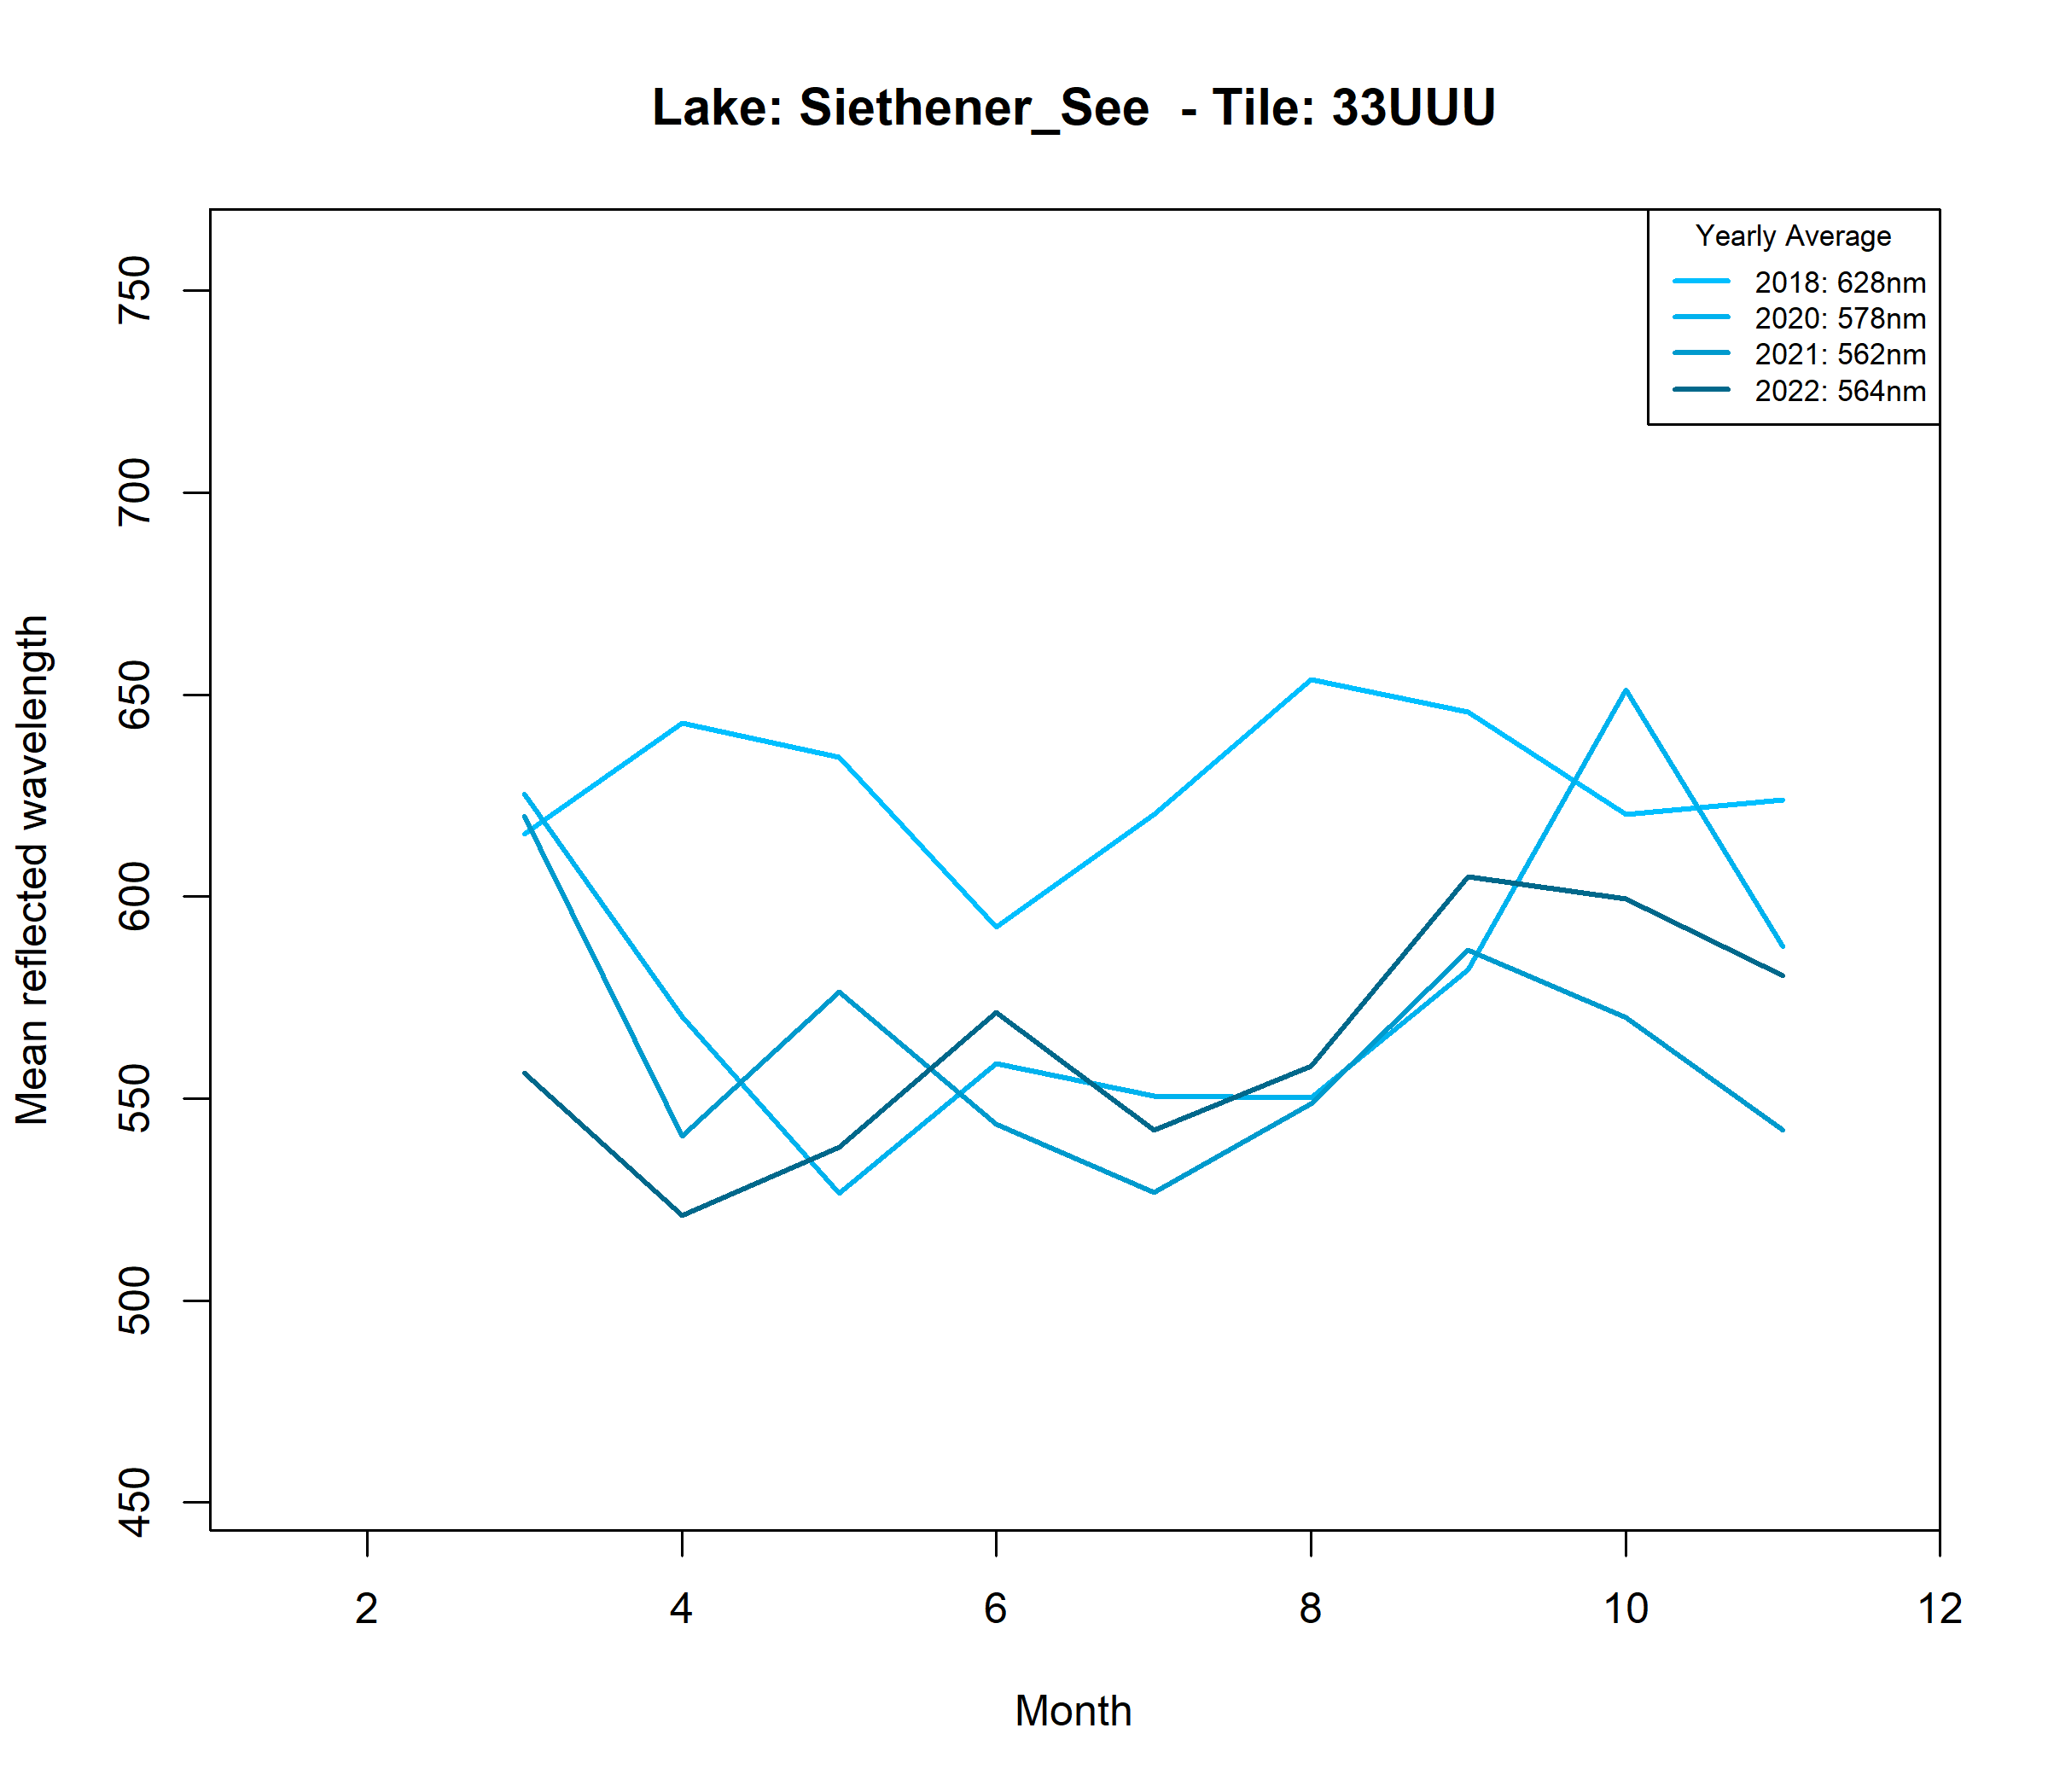 Lake: Siethener_See  - Tile: 33UUU
Yearly Average
2018: 628nm
2020: 578nm
2021: 562nm
2022: 564nm
Mean reflected wavelength
750
700
650
600
550
500
450
2 4 6 8 10 12
Month